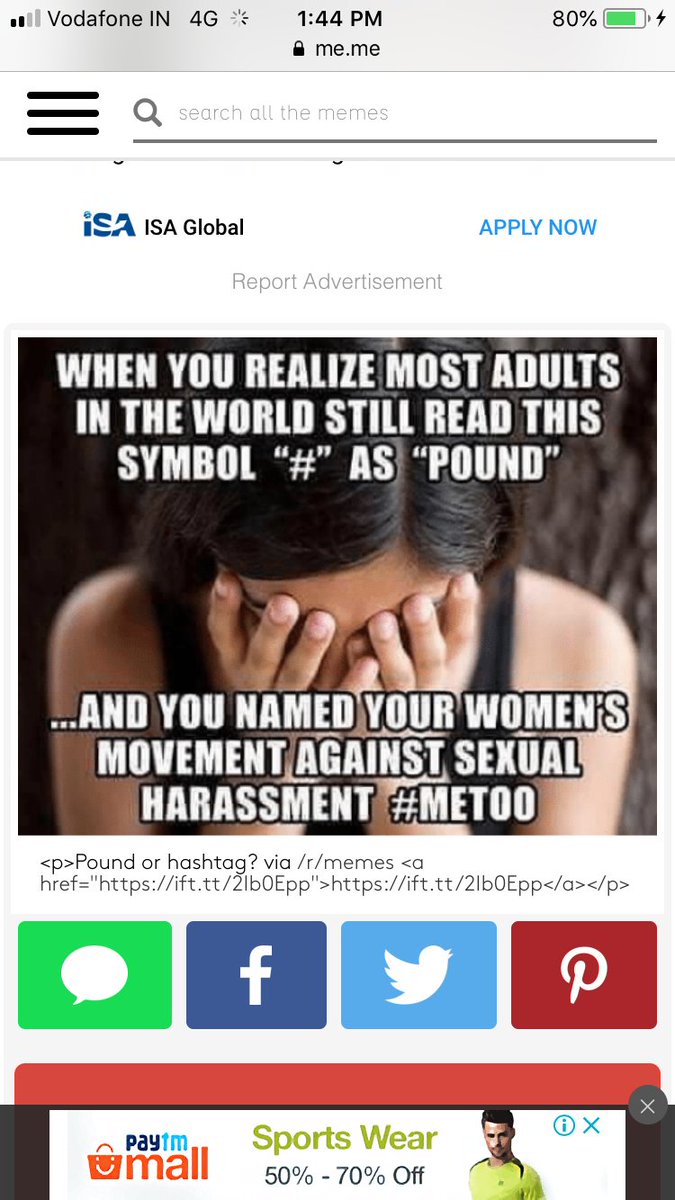 Vodafone IN 4G 1:44 PM 80%
me.me
search all the memes
iSA ISA Global APPLY NOW
Report Advertisement
WHEN YOU REALIZE MOST ADULTS
IN THE WORLD STILL READ THIS
SYMBOL "#" AS "POUND"
...AND YOU NAMED YOUR WOMEN'S
MOVEMENT AGAINST SEXUAL
HARASSMENT #METOO
<p>Pound or hashtag? via /r/memes <a
href="https://ift.tt/2Ib0Epp">https://ift.tt/2Ib0Epp</a></p>
paytm Sports Wear
mall 50% - 70% Off